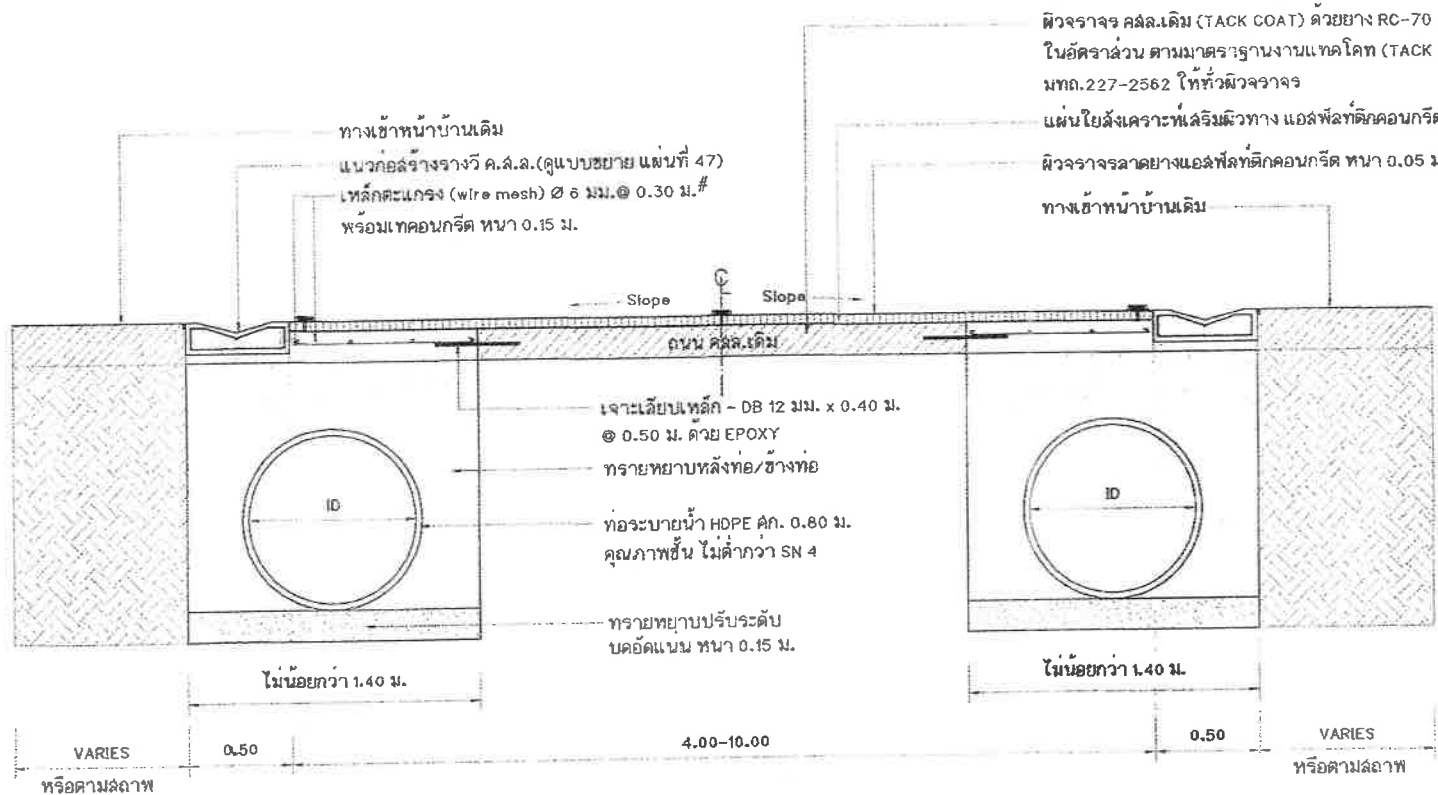 ผิวจราจร คสล.เดิม (TACK COAT) ด้วยยาง RC-70
ในอัตราส่วน ตามมาตราฐานงานแทคโคท (TACK
มทถ.227-2562 ให้ทั่วผิวจราจร
แผ่นใยสังเคราะห์เสริมผิวทาง แอสฟัลท์ติกคอนกรีต
ผิวจราจรลาดยางแอสฟัลท์ติกคอนกรีต หนา 0.05 ม
ทางเข้าหน้าบ้านเดิม
ทางเข้าหน้าบ้านเดิม
แนวก่อสร้างรางวี ค.ส.ล.(ดูแบบขยาย แผ่นที่ 47)
เหล็กตะแกรง (wire mesh) Ø 6 มม.@ 0.30 ม.#
พร้อมเทคอนกรีต หนา 0.15 ม.
Slope
Slope
ถนน คสล.เดิม
เจาะเสียบเหล็ก - DB 12 มม. x 0.40 ม.
@ 0.50 ม. ด้วย EPOXY
ทรายหยาบหลังท่อ/ข้างท่อ
ID
ID
ท่อระบายน้ำ HDPE ศก. 0.80 ม.
คุณภาพชั้น ไม่ต่ำกว่า SN 4
ทรายหยาบปรับระดับ
บดอัดแน่น หนา 0.15 ม.
ไม่น้อยกว่า 1.40 ม.
ไม่น้อยกว่า 1.40 ม.
VARIES
0.50
4.00-10.00
0.50
VARIES
หรือตามสภาพ
หรือตามสภาพ